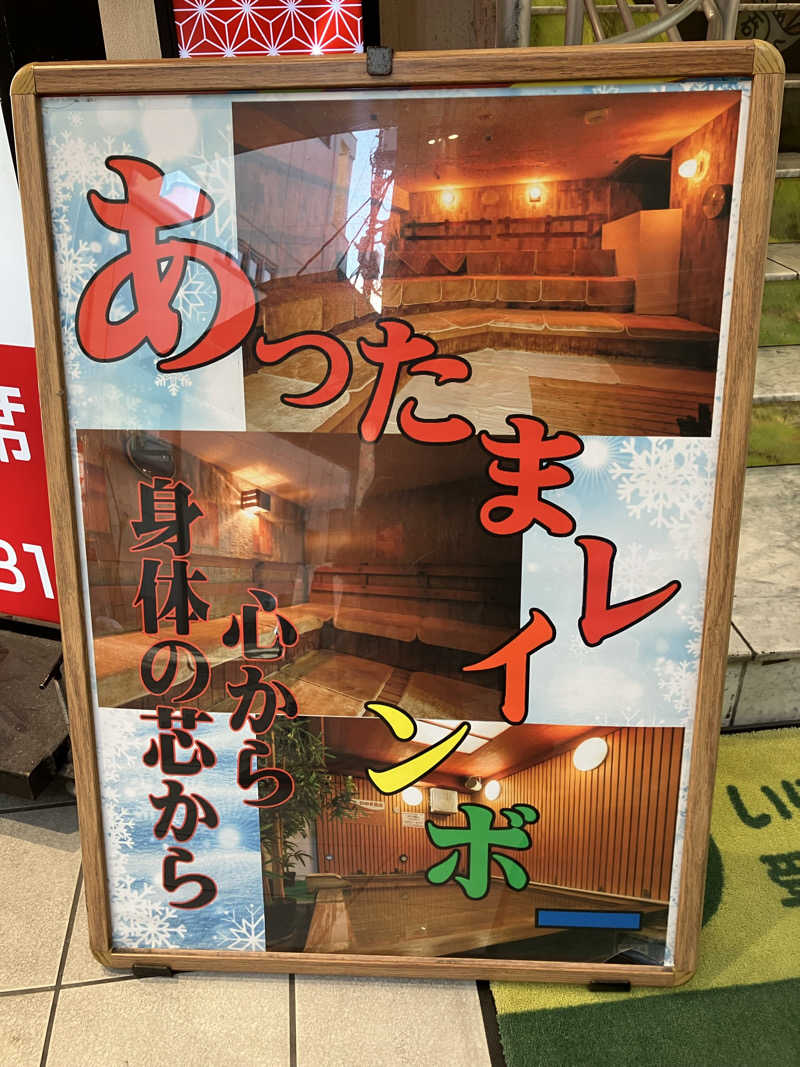 あったまレインボー
心から
身体の芯から